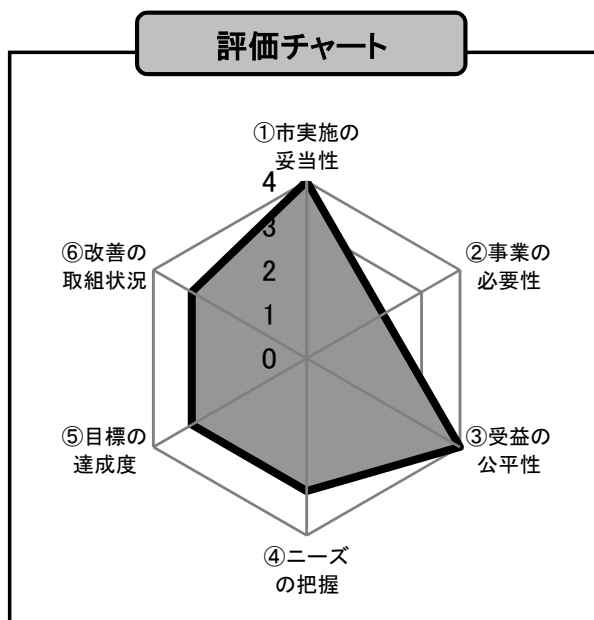 評価チャート
①市実施の
妥当性
4
3
2
1
0
②事業の
必要性
③受益の
公平性
④ニーズ
の把握
⑤目標の
達成度
⑥改善の
取組状況